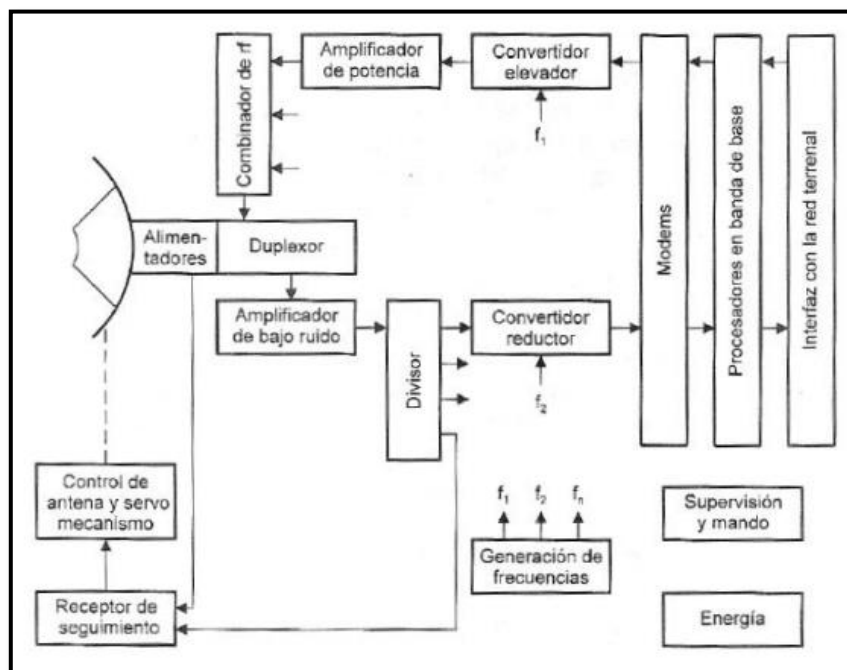 Combinador de rf
Amplificador
de potencia
Convertidor
elevador
f₁
Modems
Procesadores en banda de base
Interfaz con la red terrenal
Alimen-
tadores
Duplexor
Amplificador
de bajo ruido
Divisor
Convertidor
reductor
f₂
Control de
antena y servo
mecanismo
f₁ f₂ fₙ
Generación de
frecuencias
Supervisión
y mando
Receptor de
seguimiento
Energía